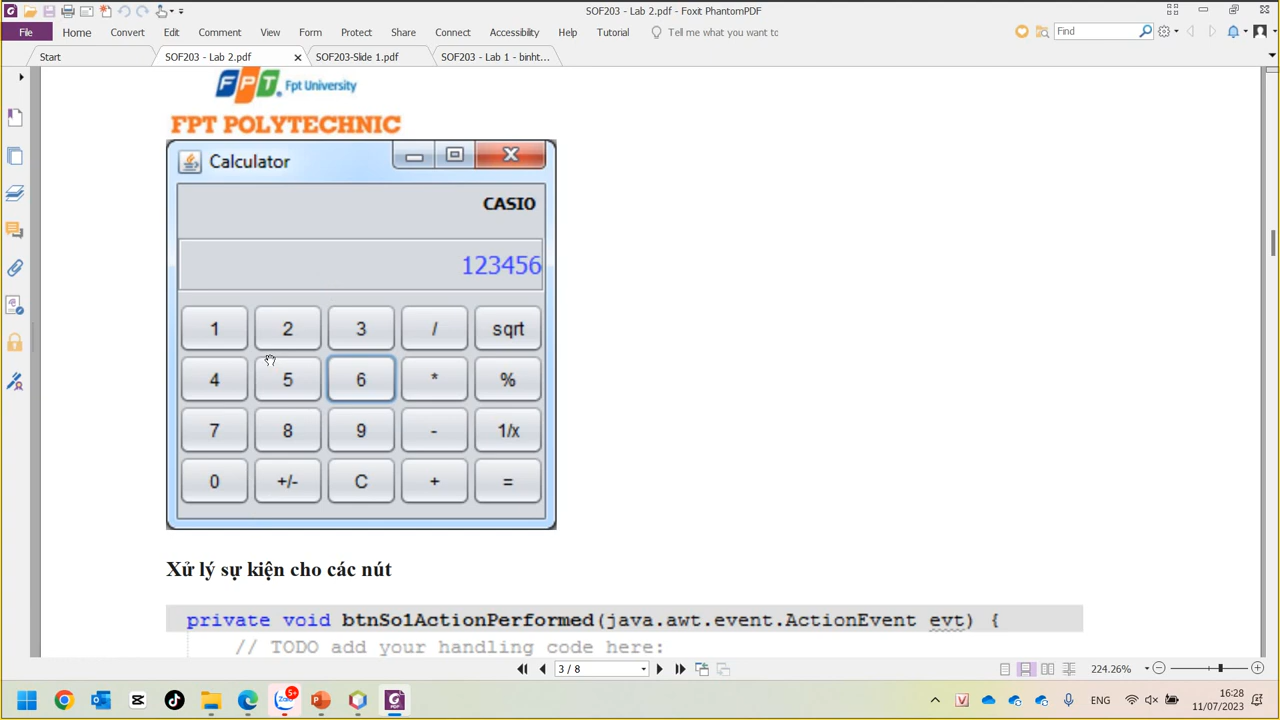 SOF203 - Lab 2.pdf - Foxit PhantomPDF
File Home Convert Edit Comment View Form Protect Share Connect Accessibility Help Tutorial Tell me what you want to Find
Start SOF203 - Lab 2.pdf SOF203-Slide 1.pdf SOF203 - Lab 1 - binht...
FPT. Fpt University
FPT POLYTECHNIC
Calculator
CASIO
123456
1 2 3 / sqrt
4 5 6 * %
7 8 9 - 1/x
0 +/- C + =
Xử lý sự kiện cho các nút
private void btnSo1ActionPerformed(java.awt.event.ActionEvent evt) {
// TODO add your handling code here:
3 / 8 224.26%
5+ Zalo ENG 16:28
11/07/2023